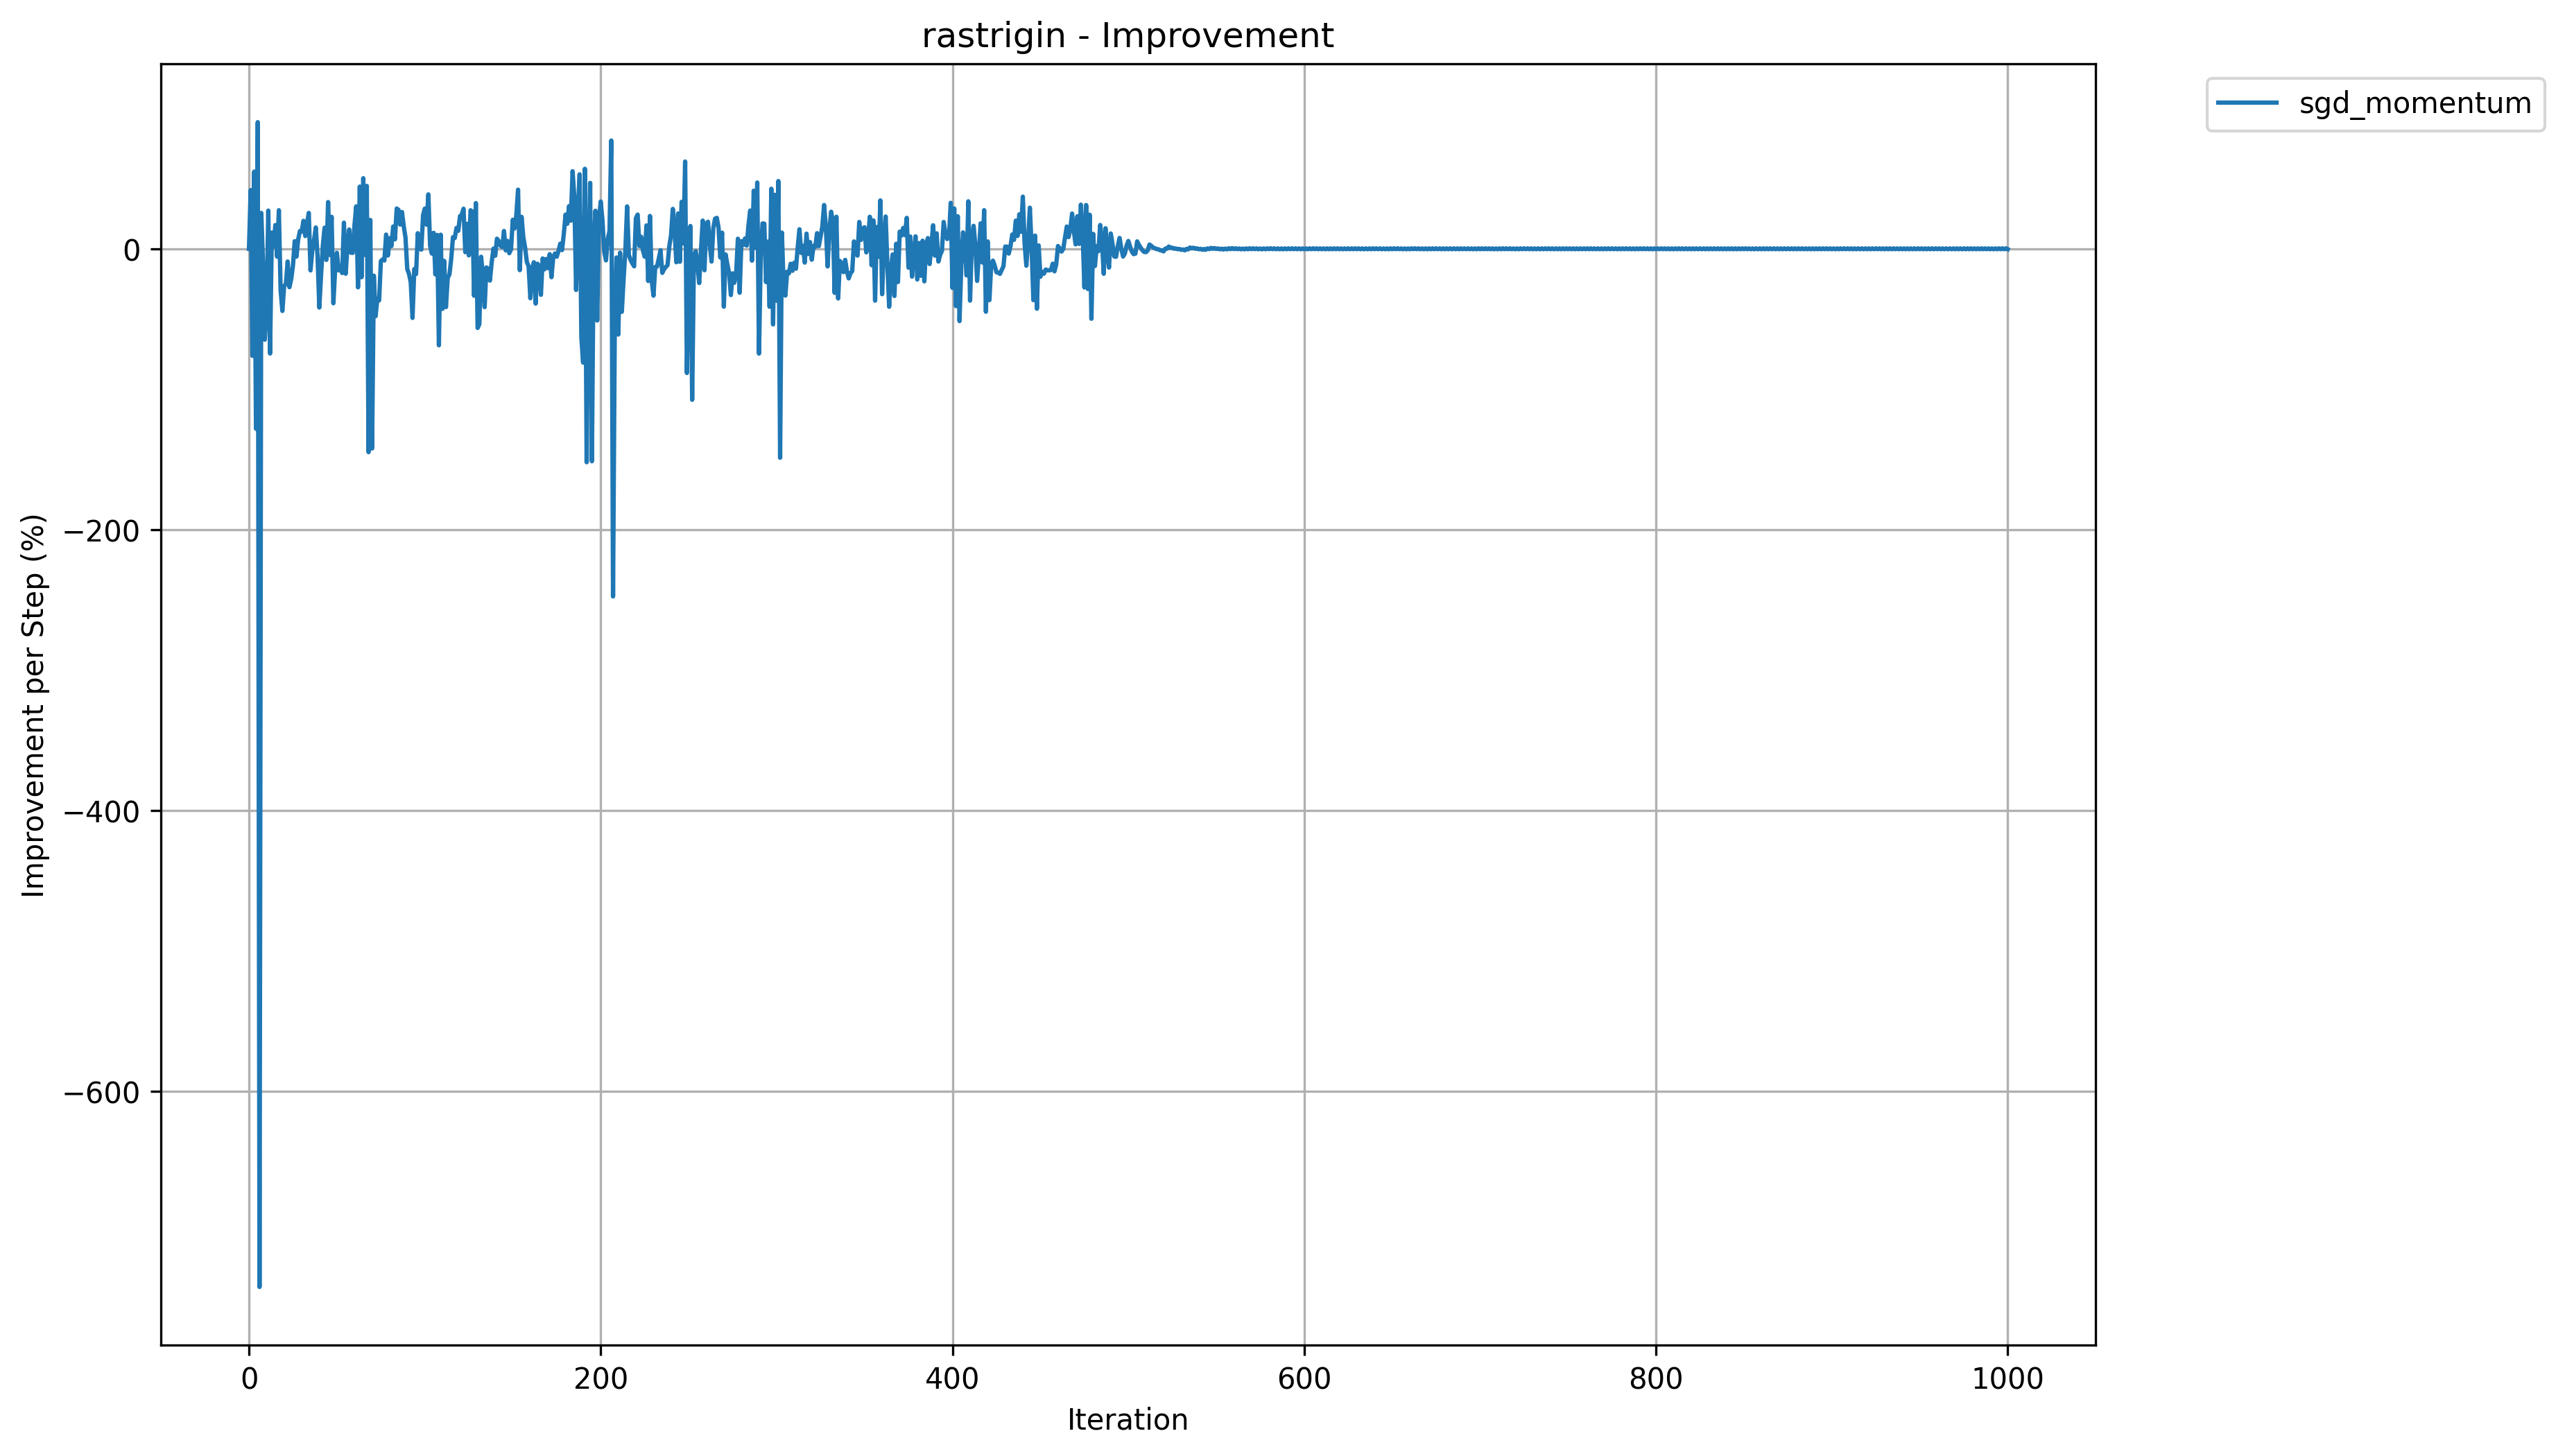 rastrigin - Improvement
sgd_momentum
Improvement per Step (%)
0
−200
−400
−600
0 200 400 600 800 1000
Iteration